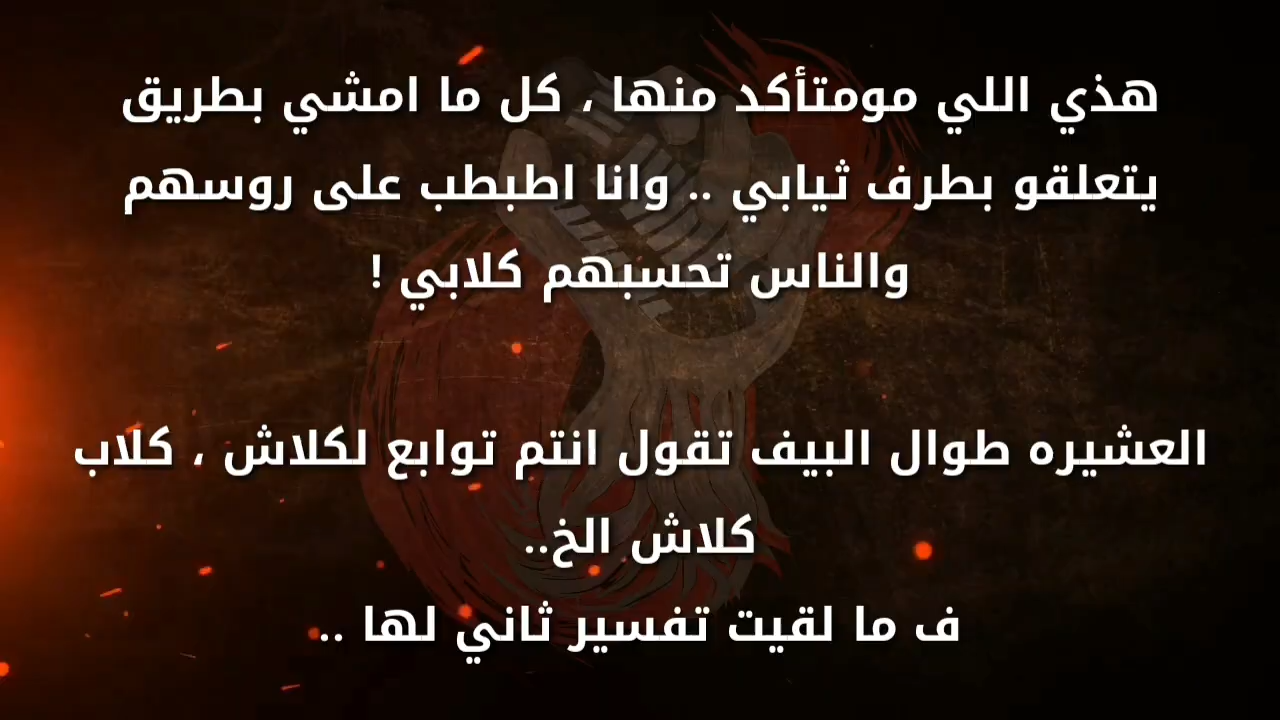 هذي اللي مومتأكد منها ، كل ما امشي بطريق
يتعلقو بطرف ثيابي .. وانا اطبطب على روسهم
والناس تحسبهم كلابي !
العشيره طوال البيف تقول انتم توابع لكلاش ، كلاب
كلاش الخ..
ف ما لقيت تفسير ثاني لها ..